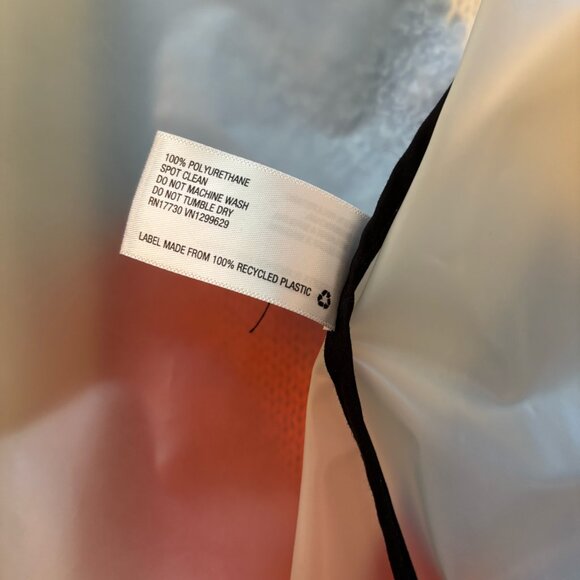 100% POLYURETHANE
SPOT CLEAN
DO NOT MACHINE WASH
DO NOT TUMBLE DRY
RN17730 VN1299629
LABEL MADE FROM 100% RECYCLED PLASTIC